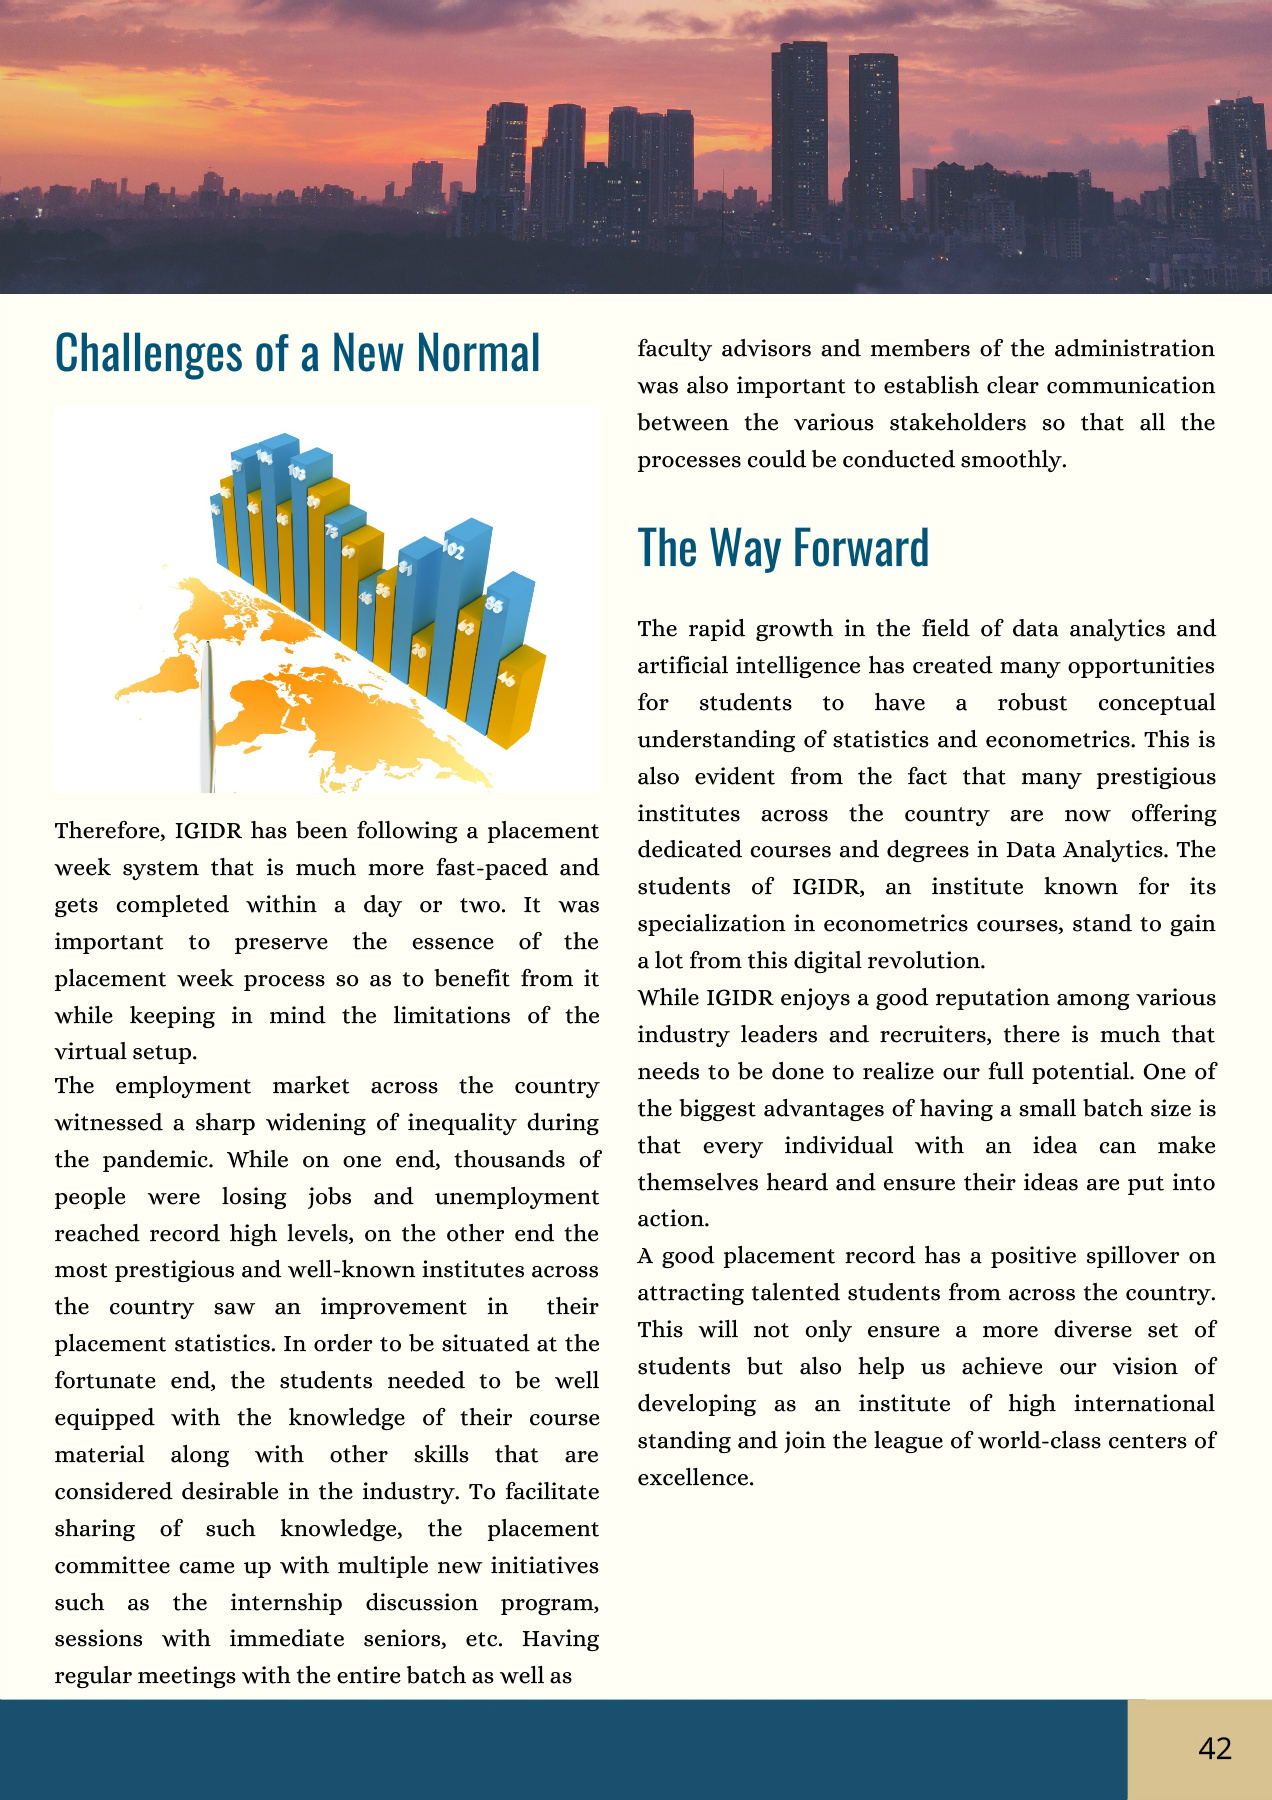 Challenges of a New Normal
104
103
89
75
69
81
102
20
63
85
46
Therefore, IGIDR has been following a placement
week system that is much more fast-paced and
gets completed within a day or two. It was
important to preserve the essence of the
placement week process so as to benefit from it
while keeping in mind the limitations of the
virtual setup.
The employment market across the country
witnessed a sharp widening of inequality during
the pandemic. While on one end, thousands of
people were losing jobs and unemployment
reached record high levels, on the other end the
most prestigious and well-known institutes across
the country saw an improvement in their
placement statistics. In order to be situated at the
fortunate end, the students needed to be well
equipped with the knowledge of their course
material along with other skills that are
considered desirable in the industry. To facilitate
sharing of such knowledge, the placement
committee came up with multiple new initiatives
such as the internship discussion program,
sessions with immediate seniors, etc. Having
regular meetings with the entire batch as well as
faculty advisors and members of the administration
was also important to establish clear communication
between the various stakeholders so that all the
processes could be conducted smoothly.
The Way Forward
The rapid growth in the field of data analytics and
artificial intelligence has created many opportunities
for students to have a robust conceptual
understanding of statistics and econometrics. This is
also evident from the fact that many prestigious
institutes across the country are now offering
dedicated courses and degrees in Data Analytics. The
students of IGIDR, an institute known for its
specialization in econometrics courses, stand to gain
a lot from this digital revolution.
While IGIDR enjoys a good reputation among various
industry leaders and recruiters, there is much that
needs to be done to realize our full potential. One of
the biggest advantages of having a small batch size is
that every individual with an idea can make
themselves heard and ensure their ideas are put into
action.
A good placement record has a positive spillover on
attracting talented students from across the country.
This will not only ensure a more diverse set of
students but also help us achieve our vision of
developing as an institute of high international
standing and join the league of world-class centers of
excellence.
42